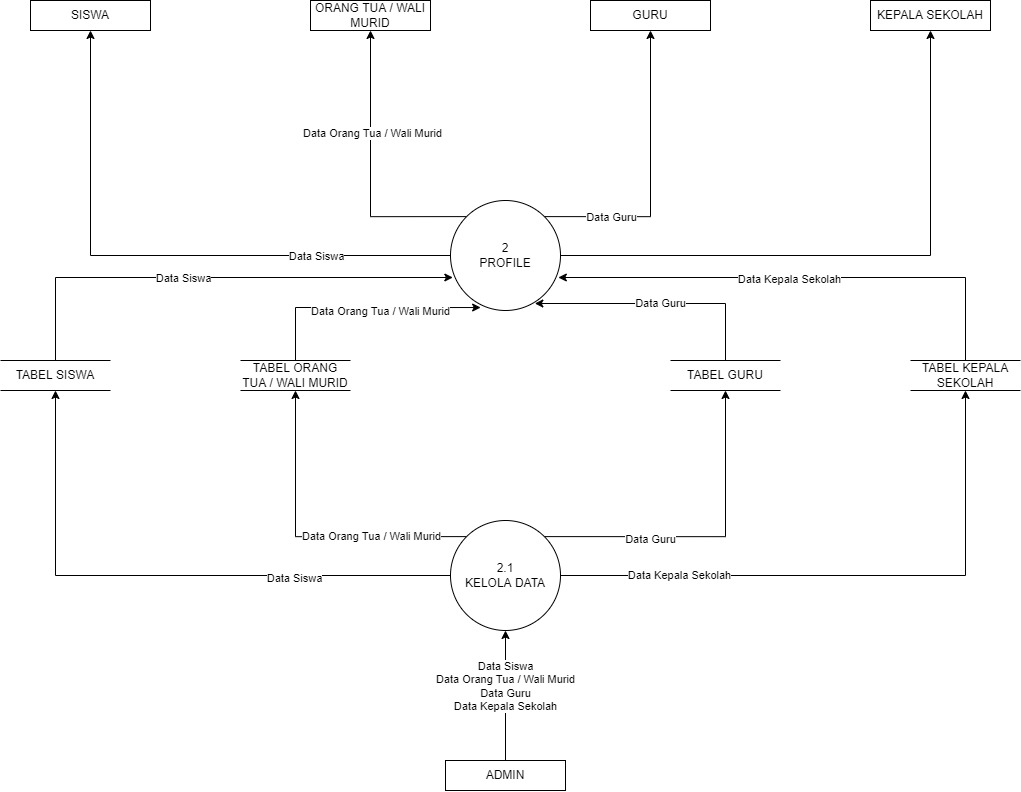 SISWA
ORANG TUA / WALI
MURID
GURU
KEPALA SEKOLAH
Data Orang Tua / Wali Murid
Data Guru
2
PROFILE
Data Siswa
Data Siswa
Data Kepala Sekolah
Data Orang Tua / Wali Murid
Data Guru
TABEL SISWA
TABEL ORANG
TUA / WALI MURID
TABEL GURU
TABEL KEPALA
SEKOLAH
Data Orang Tua / Wali Murid
Data Guru
2.1
KELOLA DATA
Data Siswa
Data Kepala Sekolah
Data Siswa
Data Orang Tua / Wali Murid
Data Guru
Data Kepala Sekolah
ADMIN